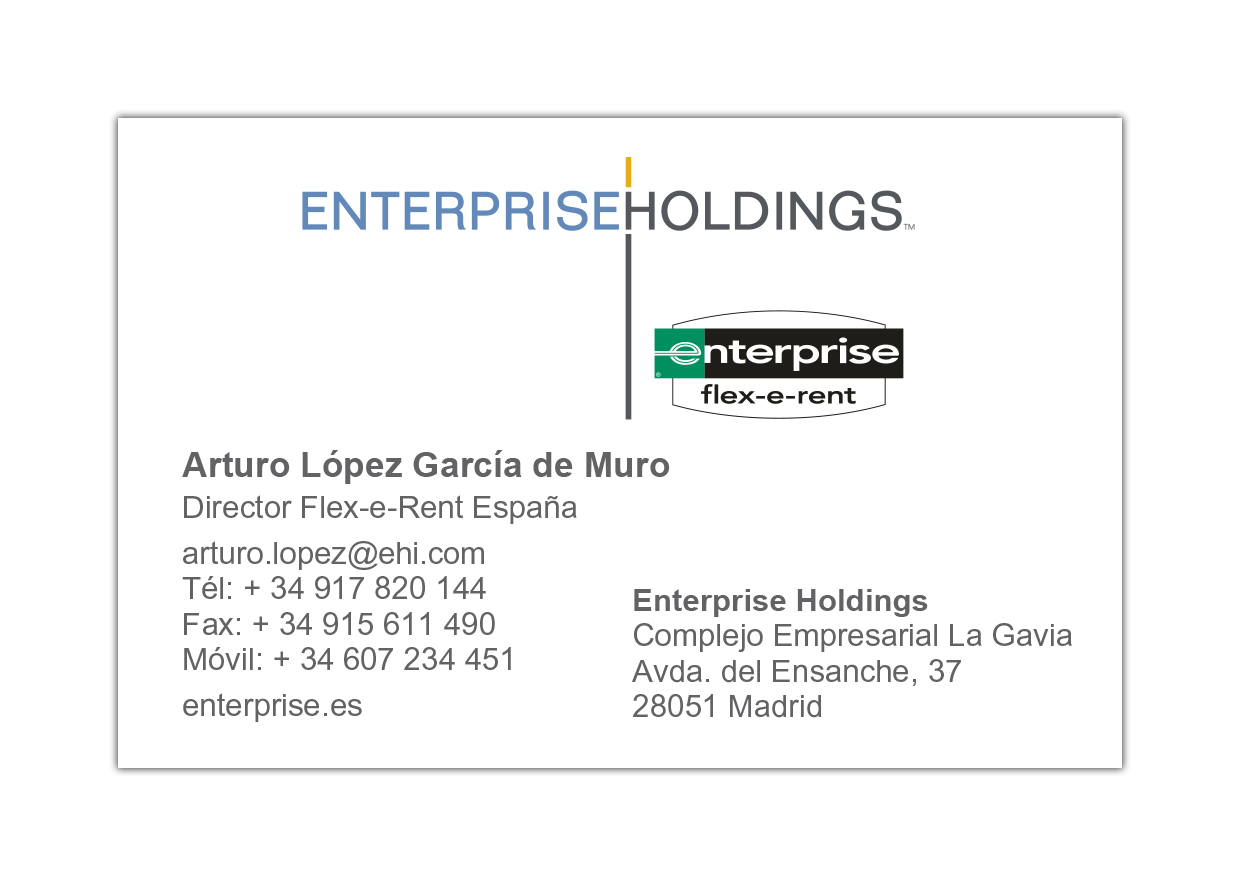 ENTERPRISE HOLDINGS™
enterprise®
flex-e-rent
Arturo López García de Muro
Director Flex-e-Rent España
arturo.lopez@ehi.com
Tél: + 34 917 820 144
Fax: + 34 915 611 490
Móvil: + 34 607 234 451
enterprise.es
Enterprise Holdings
Complejo Empresarial La Gavia
Avda. del Ensanche, 37
28051 Madrid